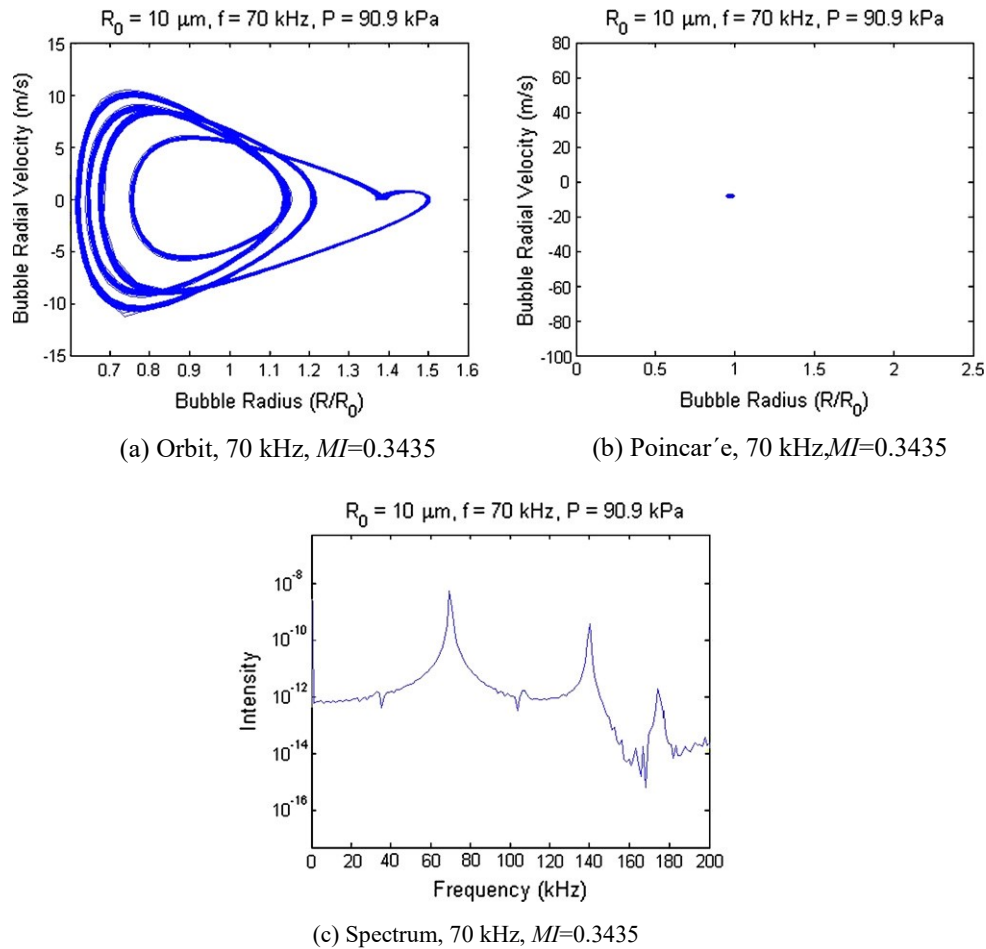 R0 = 10 μm, f = 70 kHz, P = 90.9 kPa
15
10
5
0
-5
-10
-15
Bubble Radial Velocity (m/s)
0.7 0.8 0.9 1 1.1 1.2 1.3 1.4 1.5 1.6
Bubble Radius (R/R0)
(a) Orbit, 70 kHz, MI=0.3435
R0 = 10 μm, f = 70 kHz, P = 90.9 kPa
80
60
40
20
0
-20
-40
-60
-80
-100
Bubble Radial Velocity (m/s)
0 0.5 1 1.5 2 2.5
Bubble Radius (R/R0)
(b) Poincar´e, 70 kHz,MI=0.3435
R0 = 10 μm, f = 70 kHz, P = 90.9 kPa
10-8
10-10
10-12
10-14
10-16
Intensity
0 20 40 60 80 100 120 140 160 180 200
Frequency (kHz)
(c) Spectrum, 70 kHz, MI=0.3435